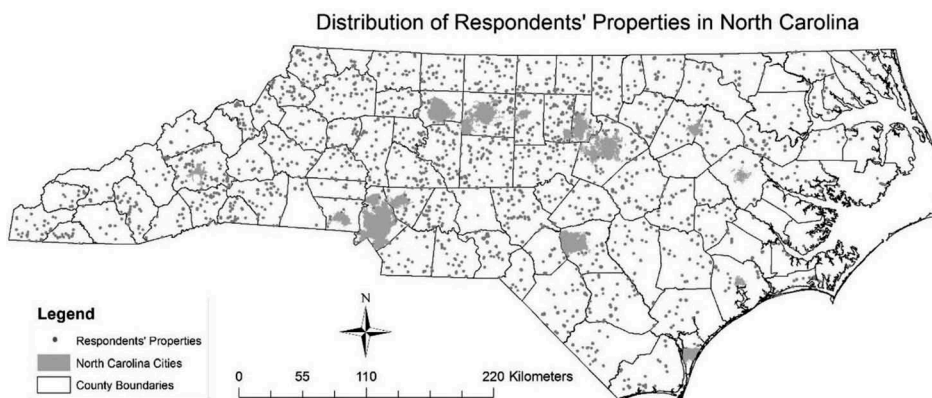 Distribution of Respondents' Properties in North Carolina
N
Legend
Respondents' Properties
North Carolina Cities
County Boundaries
0 55 110 220 Kilometers